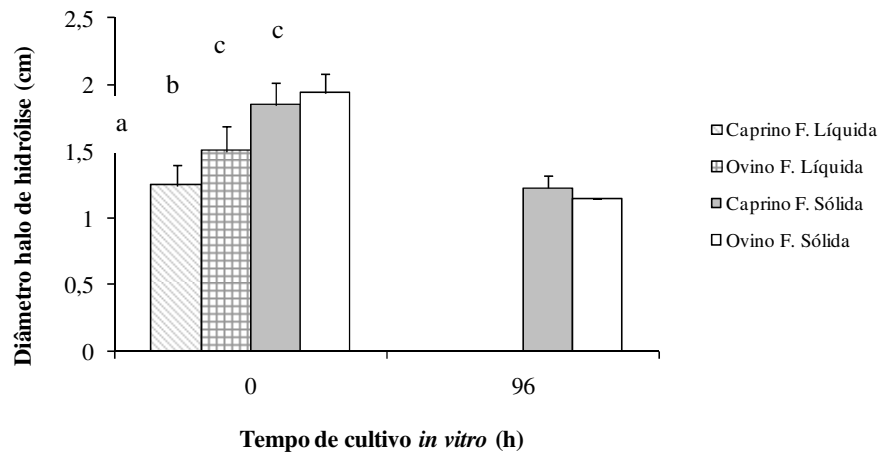 2,5
2
1,5
1
0,5
0
Diâmetro halo de hidrólise (cm)
a
b
c
c
0
96
Tempo de cultivo in vitro (h)
Caprino F. Líquida
Ovino F. Líquida
Caprino F. Sólida
Ovino F. Sólida